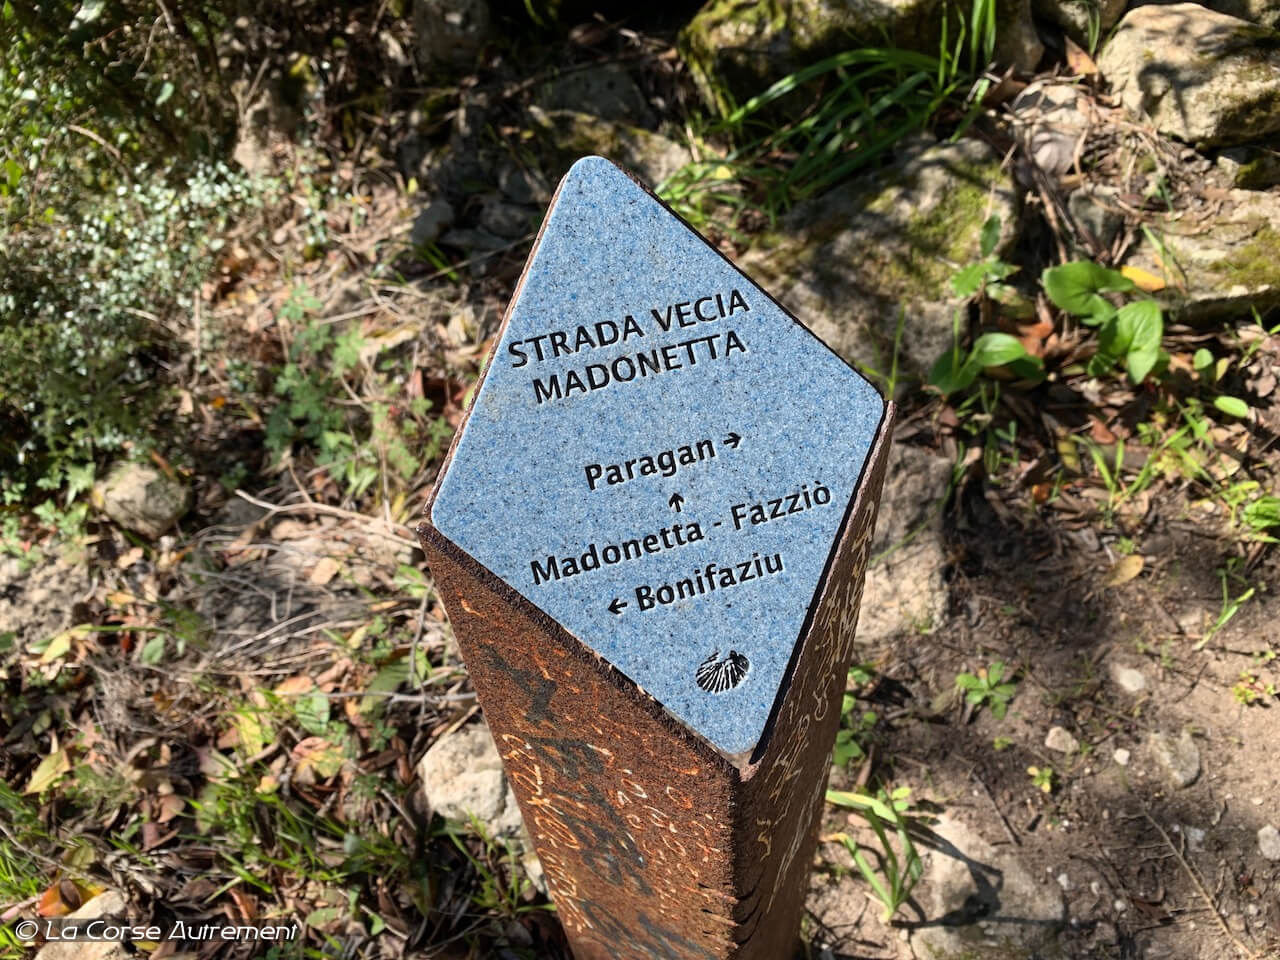 STRADA VECIA
MADONETTA
Paragan →
↑
Madonetta - Fazziò
← Bonifaziu
© La Corse Autrement